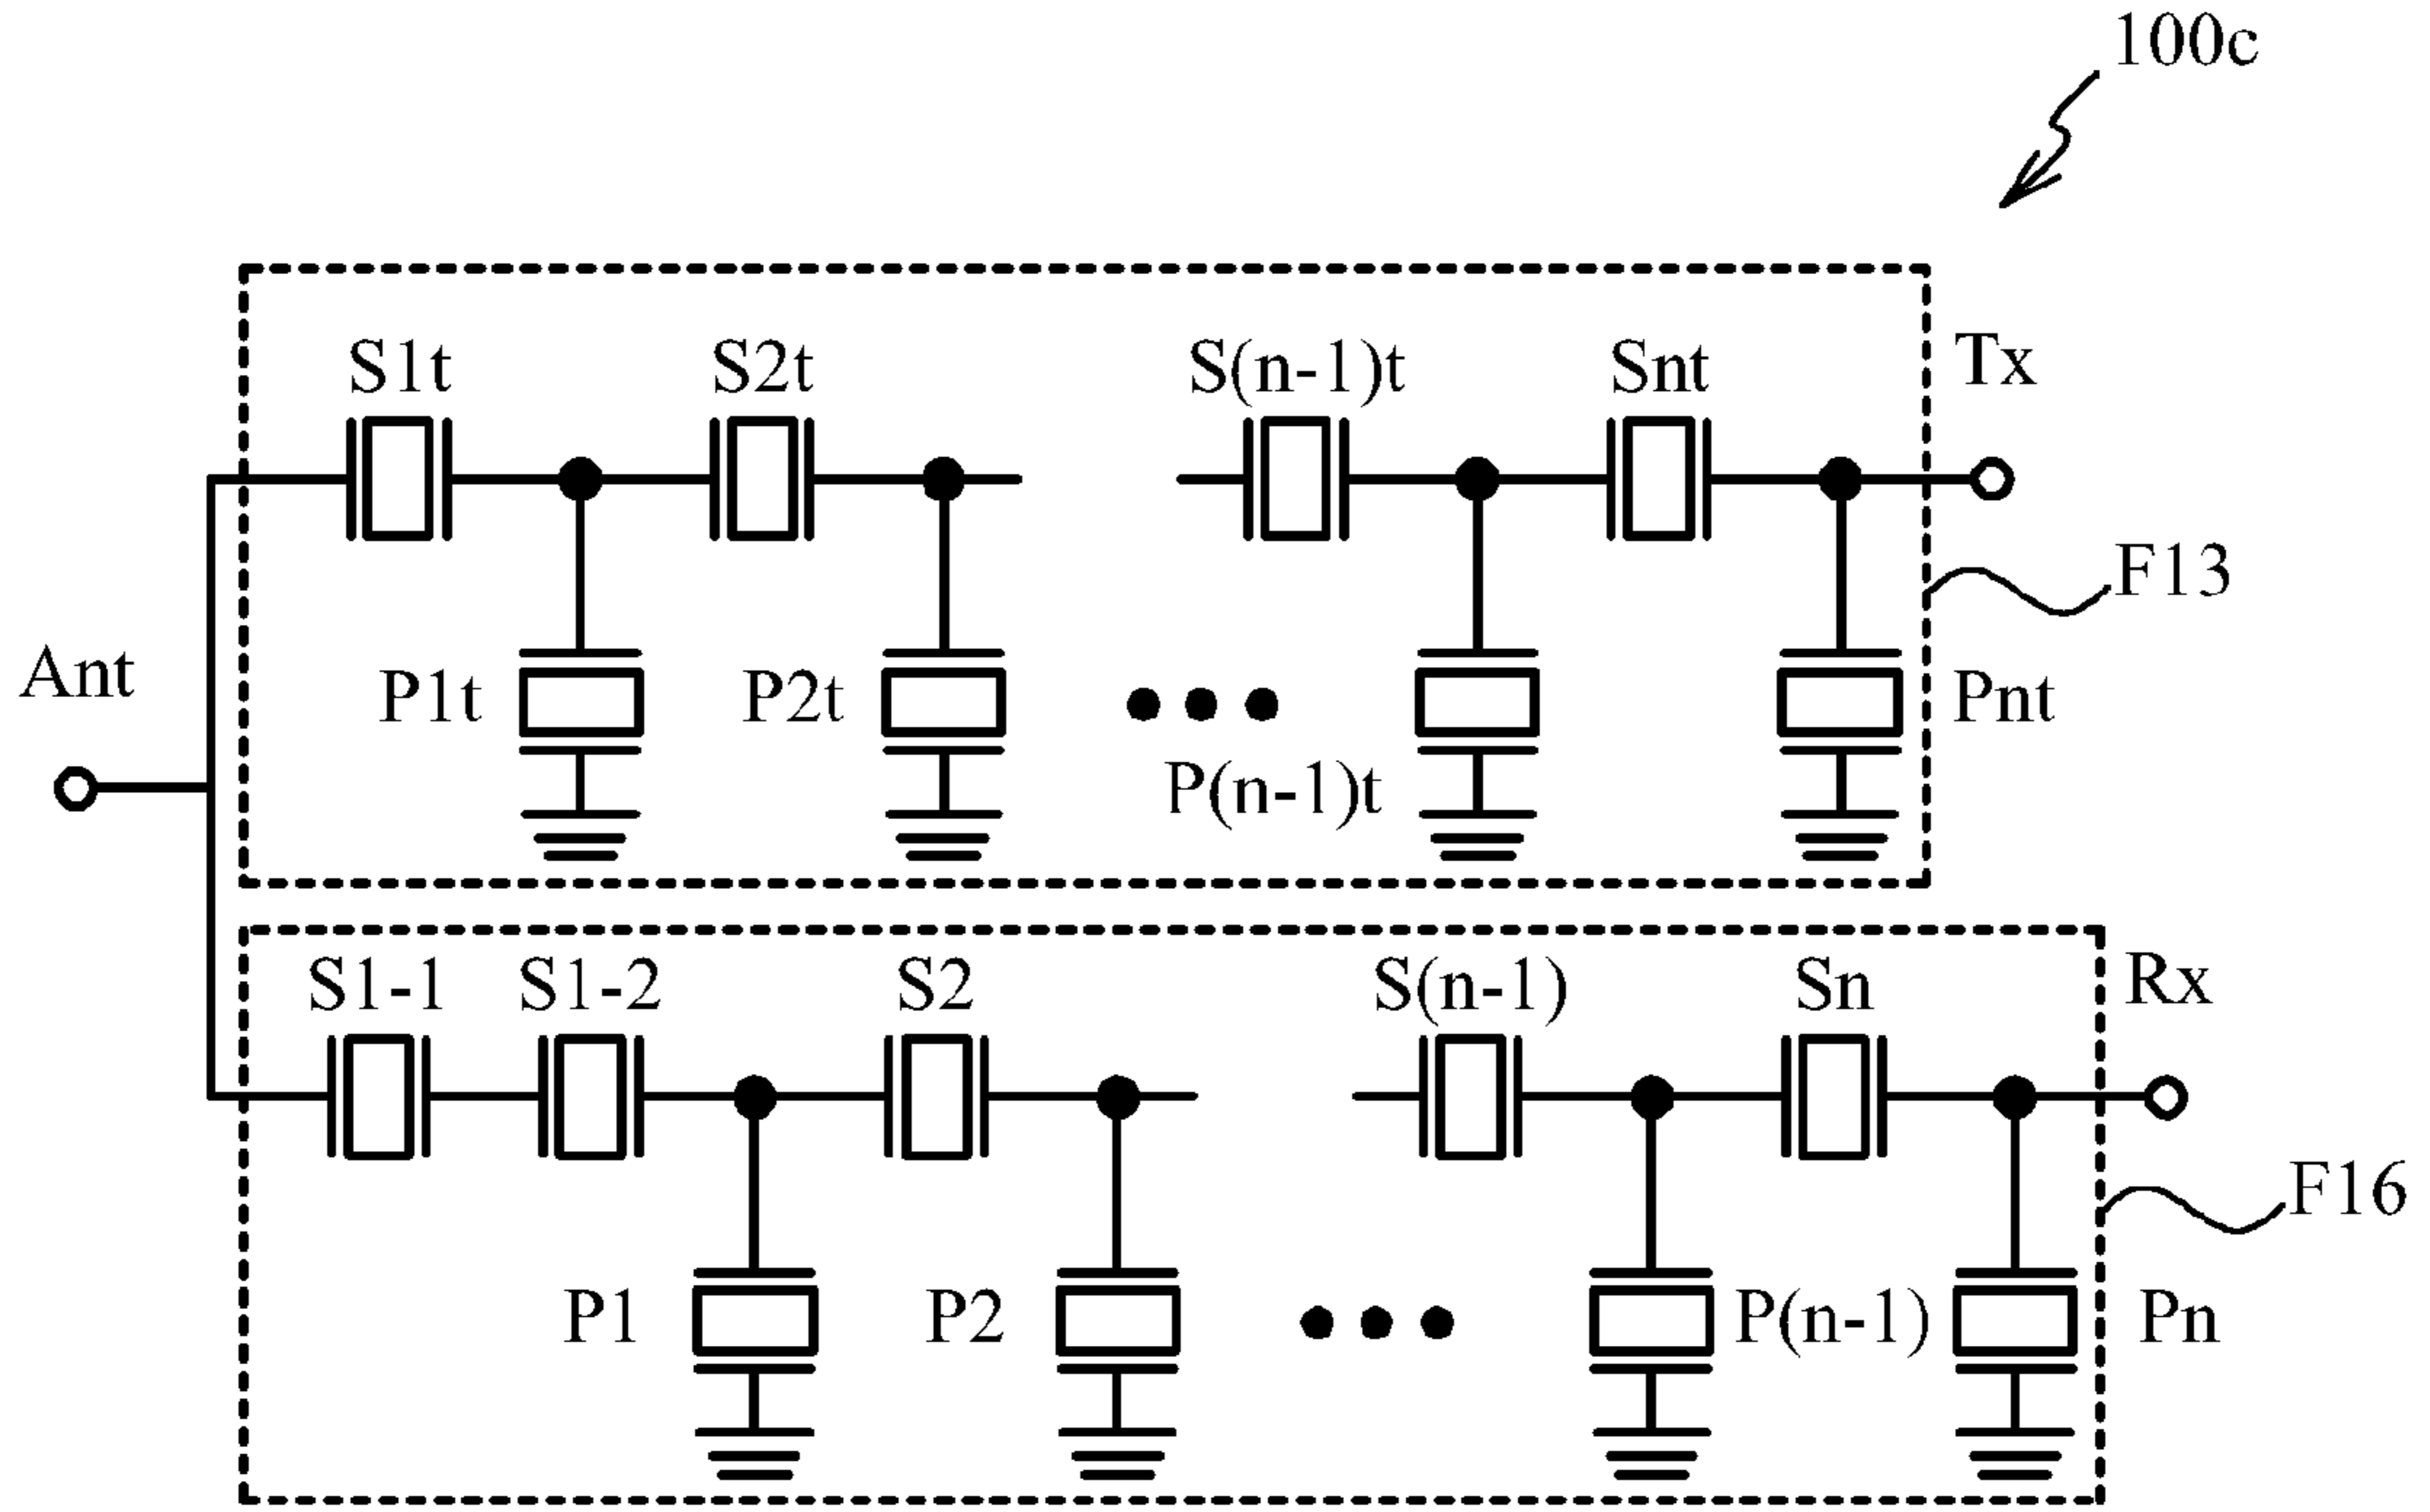 100c
S1t S2t S(n-1)t Snt Tx
F13
Ant
P1t P2t Pnt
P(n-1)t
S1-1 S1-2 S2 S(n-1) Sn Rx
F16
P1 P2 P(n-1) Pn